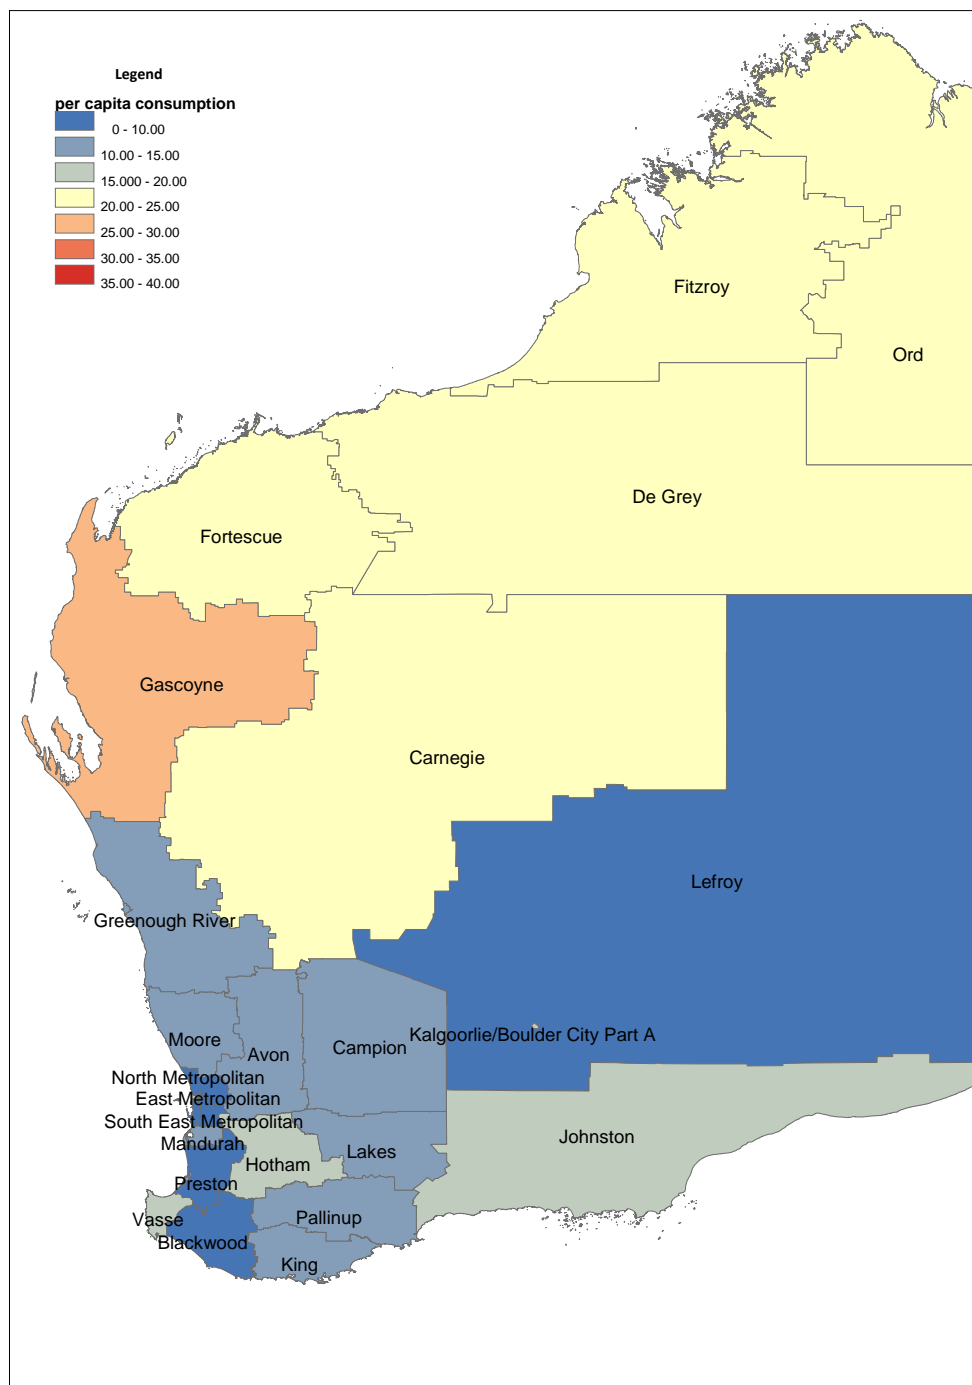 Legend
per capita consumption
0 - 10.00
10.00 - 15.00
15.000 - 20.00
20.00 - 25.00
25.00 - 30.00
30.00 - 35.00
35.00 - 40.00
Fitzroy
Ord
De Grey
Fortescue
Gascoyne
Carnegie
Lefroy
Greenough River
Kalgoorlie/Boulder City Part A
Moore
Campion
Avon
North Metropolitan
East Metropolitan
South East Metropolitan
Johnston
Mandurah
Lakes
Hotham
Preston
Pallinup
Vasse
Blackwood
King